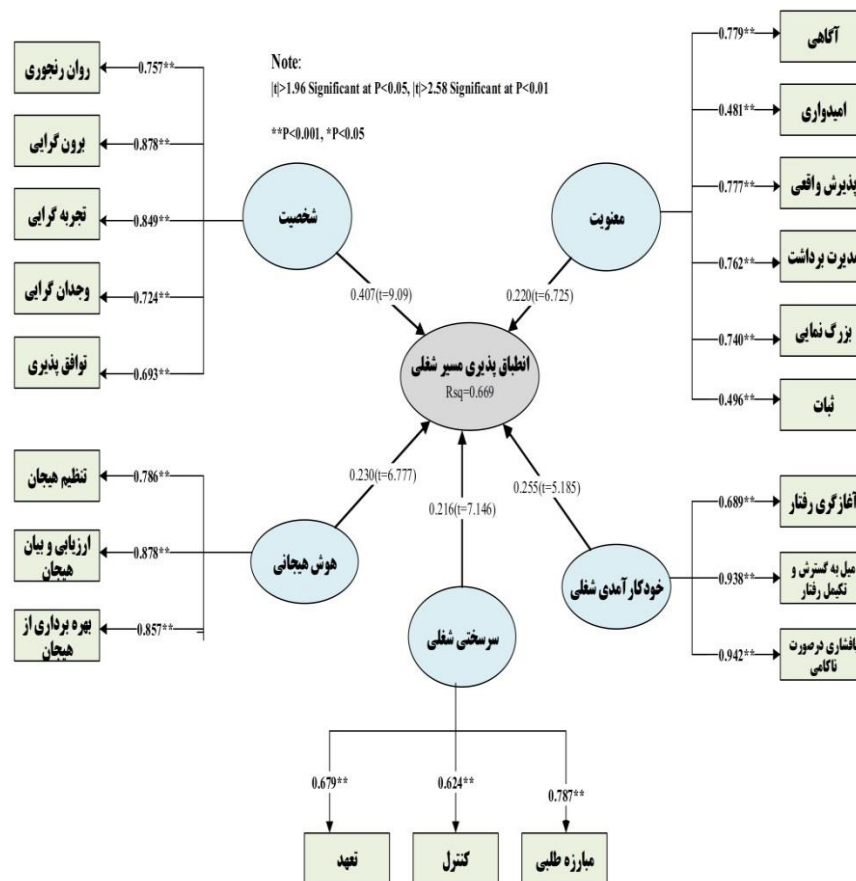 Note:
|t|>1.96 Significant at P<0.05, |t|>2.58 Significant at P<0.01
**P<0.001, *P<0.05
روان رنجوری
0.757**
برون گرایی
0.878**
تجربه گرایی
0.849**
وجدان گرایی
0.724**
توافق پذیری
0.693**
شخصیت
0.407(t=9.09)
آگاهی
0.779**
امیدواری
0.481**
پذیرش واقعی
0.777**
مدیرت برداشت
0.762**
بزرگ نمایی
0.740**
ثبات
0.496**
معنویت
0.220(t=6.725)
انطباق پذیری مسیر شغلی
Rsq=0.669
تنظیم هیجان
0.786**
ارزیابی و بیان
هیجان
0.878**
بهره برداری از
هیجان
0.857**
هوش هیجانی
0.230(t=6.777)
0.216(t=7.146)
سرسختی شغلی
0.255(t=5.185)
خودکارآمدی شغلی
آغازگری رفتار
0.689**
میل به گسترش و
تکیمل رفتار
0.938**
پافشاری درصورت
ناکامی
0.942**
0.679**
0.624**
0.787**
تعهد
کنترل
مبارزه طلبی